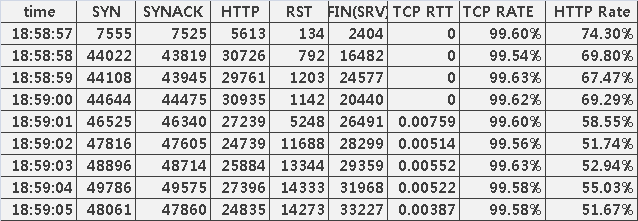 time SYN SYNACK HTTP RST FIN(SRV) TCP RTT TCP RATE HTTP Rate
18:58:57 7555 7525 5613 134 2404 0 99.60% 74.30%
18:58:58 44022 43819 30726 792 16482 0 99.54% 69.80%
18:58:59 44108 43945 29761 1203 24577 0 99.63% 67.47%
18:59:00 44644 44475 30935 1142 20440 0 99.62% 69.29%
18:59:01 46525 46340 27239 5248 26491 0.00759 99.60% 58.55%
18:59:02 47816 47605 24739 11688 28299 0.00514 99.56% 51.74%
18:59:03 48896 48714 25884 13344 29359 0.00552 99.63% 52.94%
18:59:04 49786 49575 27396 14333 31968 0.00522 99.58% 55.03%
18:59:05 48061 47860 24835 14273 33227 0.00387 99.58% 51.67%